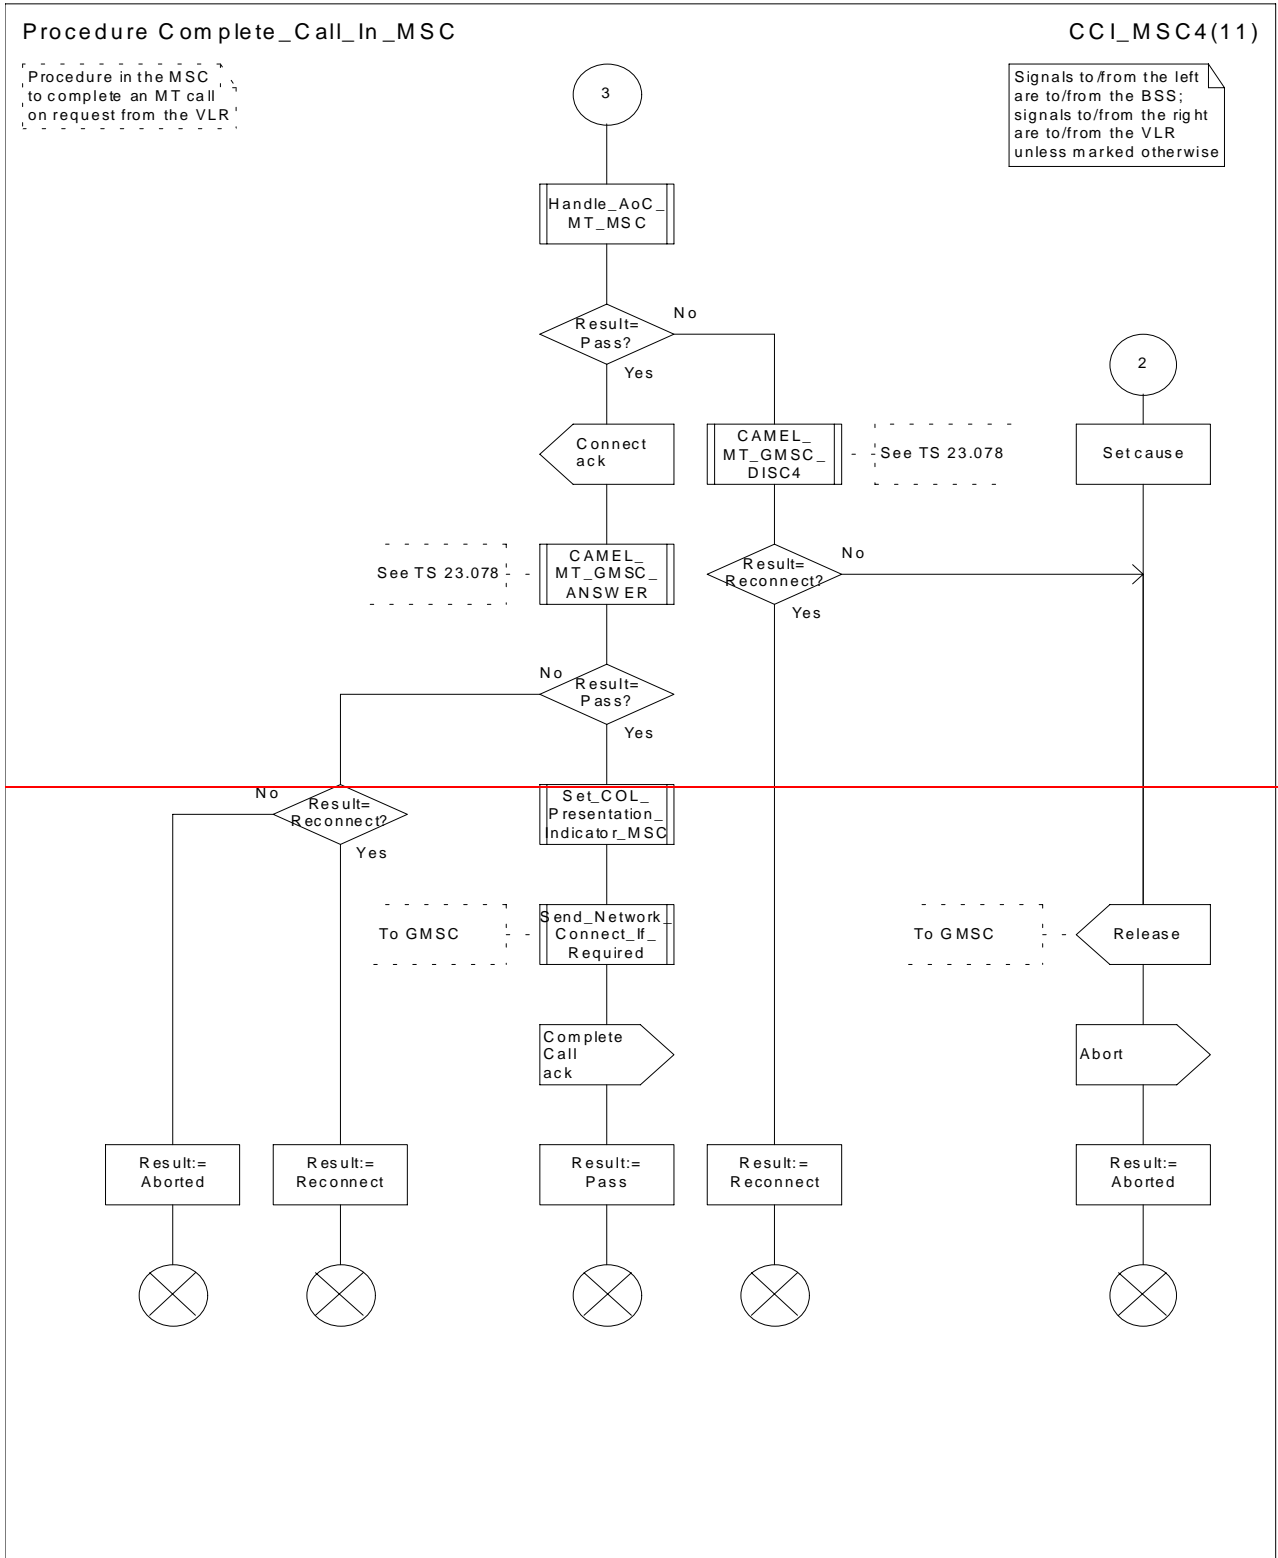 Procedure Complete_Call_In_MSC
CCI_MSC4(11)
Procedure in the MSC
to complete an MT call
on request from the VLR
Signals to/from the left
are to/from the BSS;
signals to/from the right
are to/from the VLR
unless marked otherwise
3
Handle_AoC_
MT_MSC
Result=
Pass?
No
Yes
2
Connect
ack
CAMEL_
MT_GMSC_
DISC4
See TS 23.078
Set cause
See TS 23.078
CAMEL_
MT_GMSC_
ANSWER
Result=
Reconnect?
No
Yes
No
Result=
Pass?
Yes
No
Result=
Reconnect?
Yes
Set_COL_
Presentation_
Indicator_MSC
To GMSC
Send_Network_
Connect_If_
Required
To GMSC
Release
Complete
Call
ack
Abort
Result:=
Aborted
Result:=
Reconnect
Result:=
Pass
Result:=
Reconnect
Result:=
Aborted